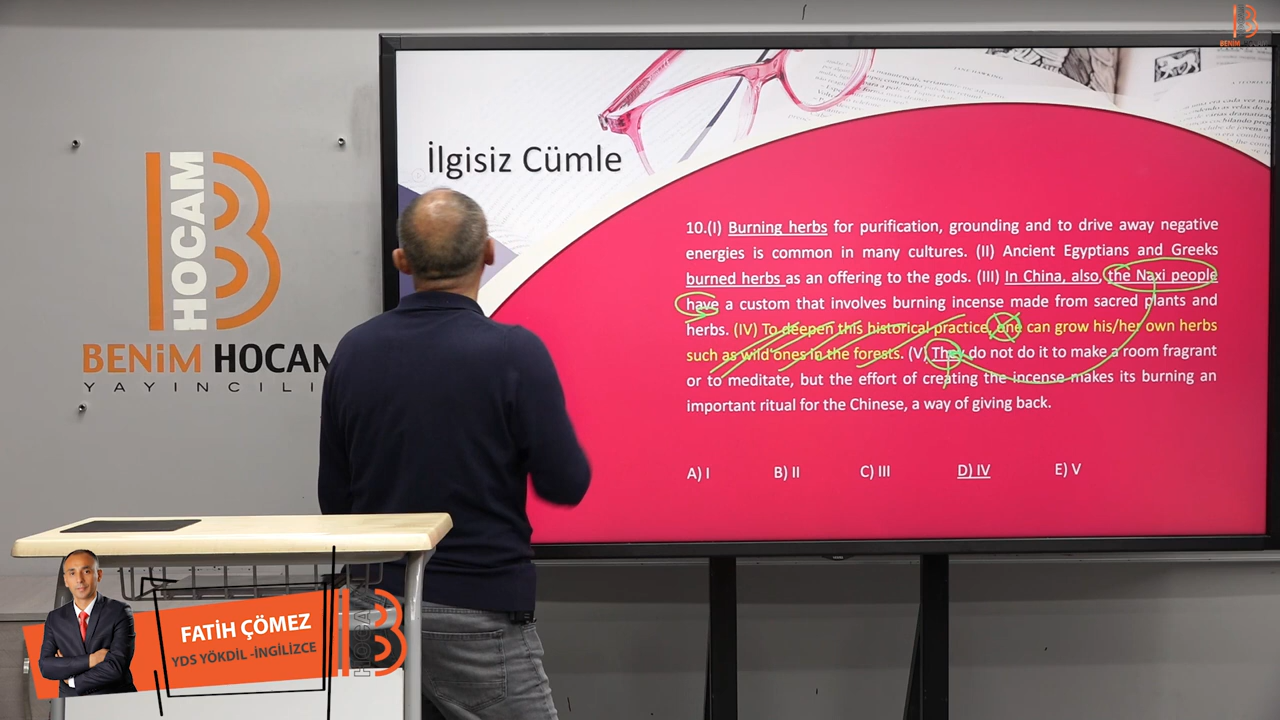 BENİM HOCAM
İlgisiz Cümle
10.(I) Burning herbs for purification, grounding and to drive away negative
energies is common in many cultures. (II) Ancient Egyptians and Greeks
burned herbs as an offering to the gods. (III) In China, also, the Naxi people
have a custom that involves burning incense made from sacred plants and
herbs. (IV) To deepen this historical practice, one can grow his/her own herbs
such as wild ones in the forests. (V) They do not do it to make a room fragrant
or to meditate, but the effort of creating the incense makes its burning an
important ritual for the Chinese, a way of giving back.
A) I B) II C) III D) IV E) V
B HOCAM
BENİM HOCAM
YAYINCILI
FATİH ÇÖMEZ
YDS YÖKDİL -İNGİLİZCE
B HOCAM